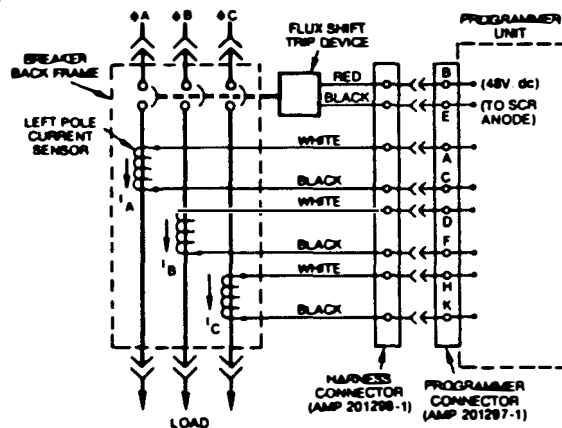 ϕA ϕB ϕC
FLUX SHIFT
TRIP DEVICE
PROGRAMMER
UNIT
BREAKER
BACK FRAME
RED
B
(48V. dc)
BLACK
E
(TO SCR
ANODE)
LEFT POLE
CURRENT
SENSOR
WHITE
A
I A
BLACK
C
WHITE
D
I B
BLACK
F
WHITE
H
I C
BLACK
K
LOAD
HARNESS
CONNECTOR
(AMP 201298-1)
PROGRAMMER
CONNECTOR
(AMP 201297-1)